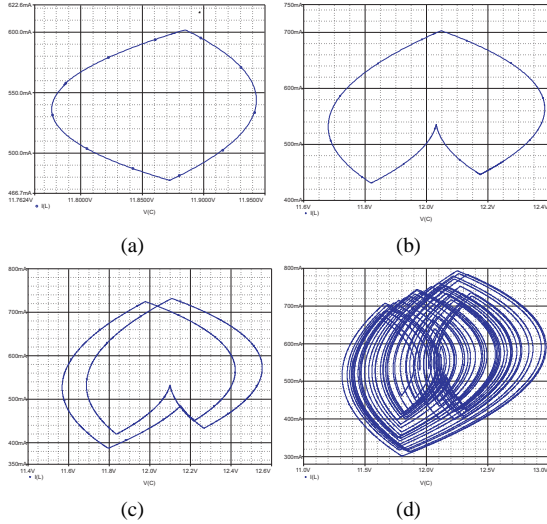 622.6mA
600.0mA
550.0mA
500.0mA
466.7mA
11.7624V 11.8000V 11.8500V 11.9000V 11.9500V
I(L)
V(C)
(a)
750mA
700mA
600mA
500mA
400mA
11.6V 11.8V 12.0V 12.2V 12.4V
I(L)
V(C)
(b)
800mA
700mA
600mA
500mA
400mA
350mA
11.4V 11.6V 11.8V 12.0V 12.2V 12.4V 12.6V
I(L)
V(C)
(c)
800mA
700mA
600mA
500mA
400mA
300mA
11.0V 11.5V 12.0V 12.5V 13.0V
I(L)
V(C)
(d)